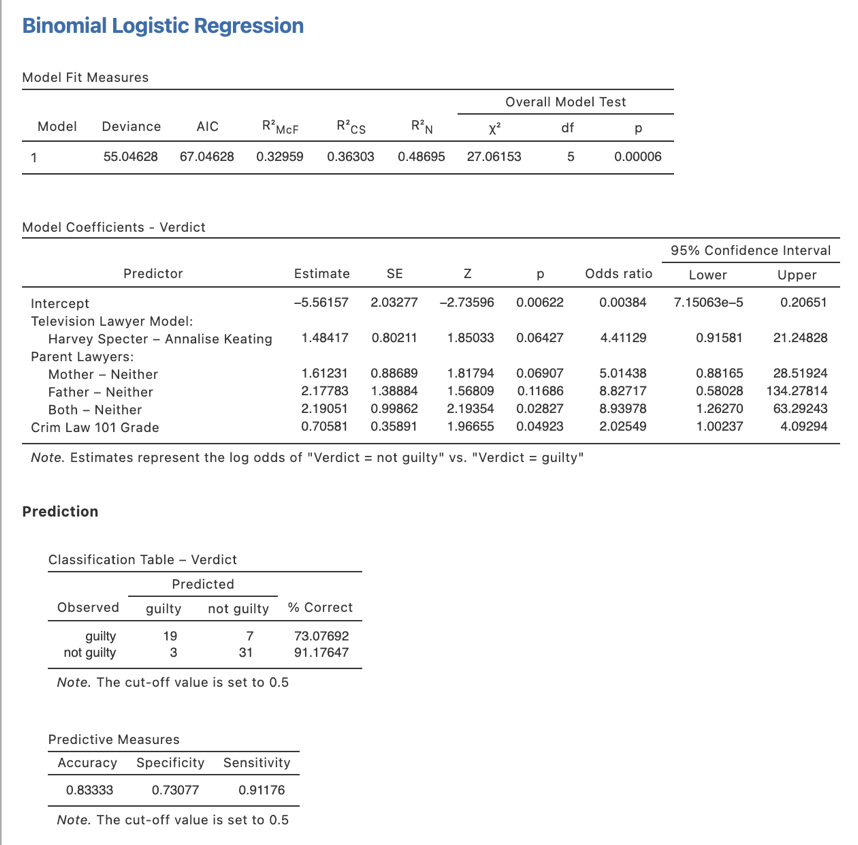 Binomial Logistic Regression
Model Fit Measures
Overall Model Test
Model Deviance AIC R²McF R²CS R²N χ² df p
1 55.04628 67.04628 0.32959 0.36303 0.48695 27.06153 5 0.00006
Model Coefficients - Verdict
95% Confidence Interval
Predictor Estimate SE Z p Odds ratio Lower Upper
Intercept −5.56157 2.03277 −2.73596 0.00622 0.00384 7.15063e−5 0.20651
Television Lawyer Model:
Harvey Specter – Annalise Keating 1.48417 0.80211 1.85033 0.06427 4.41129 0.91581 21.24828
Parent Lawyers:
Mother – Neither 1.61231 0.88689 1.81794 0.06907 5.01438 0.88165 28.51924
Father – Neither 2.17783 1.38884 1.56809 0.11686 8.82717 0.58028 134.27814
Both – Neither 2.19051 0.99862 2.19354 0.02827 8.93978 1.26270 63.29243
Crim Law 101 Grade 0.70581 0.35891 1.96655 0.04923 2.02549 1.00237 4.09294
Note. Estimates represent the log odds of "Verdict = not guilty" vs. "Verdict = guilty"
Prediction
Classification Table – Verdict
Predicted
Observed guilty not guilty % Correct
guilty 19 7 73.07692
not guilty 3 31 91.17647
Note. The cut-off value is set to 0.5
Predictive Measures
Accuracy Specificity Sensitivity
0.83333 0.73077 0.91176
Note. The cut-off value is set to 0.5